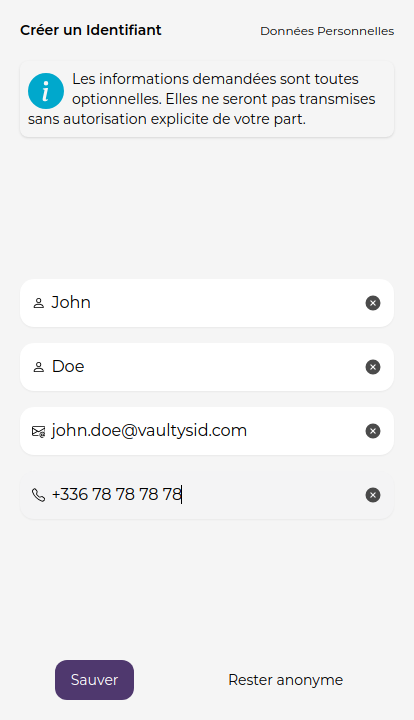 Créer un Identifiant
Données Personnelles
Les informations demandées sont toutes
optionnelles. Elles ne seront pas transmises
sans autorisation explicite de votre part.
John
Doe
john.doe@vaultysid.com
+336 78 78 78 78
Sauver
Rester anonyme